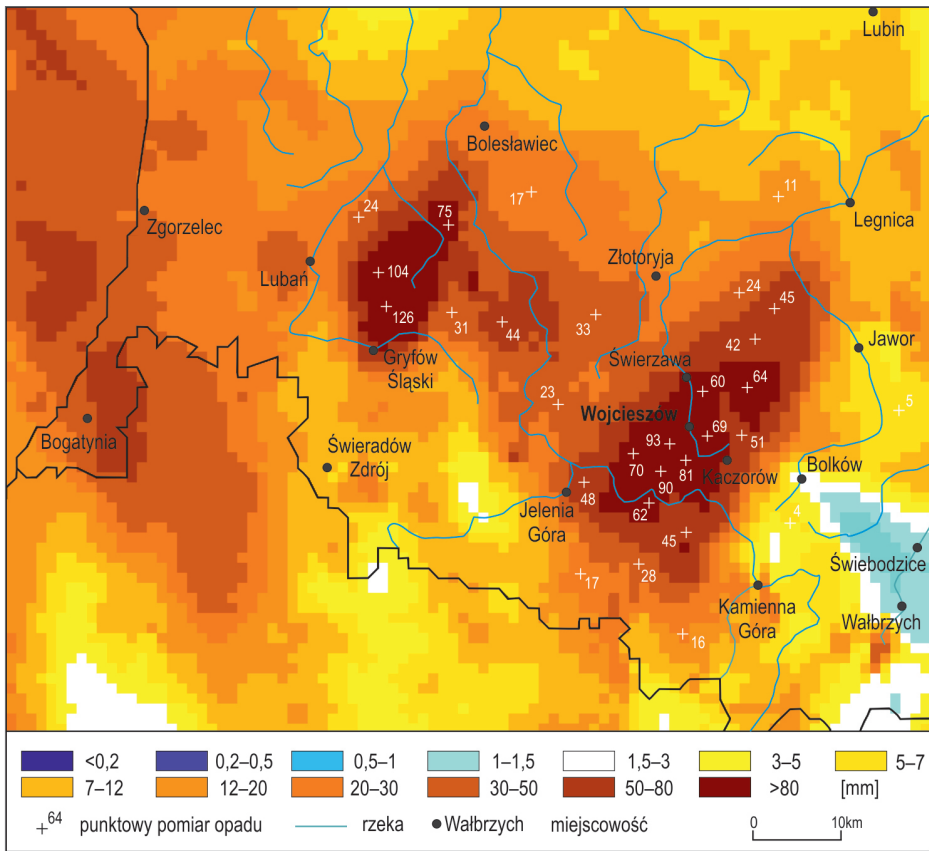 Lubin
Bolesławiec
17
11
24
75
Zgorzelec
Legnica
Lubań
104
Złotoryja
24
45
126
31
44
33
42
Gryfów
Śląski
Jawor
Świerzawa
60
64
23
5
Bogatynia
Wojcieszów
69
51
Świeradów
Zdrój
93
70
81
Kaczorów
Bolków
90
48
Jelenia
Góra
62
4
45
Świebodzice
17
28
Kamienna
Góra
Wałbrzych
16
<0,2 0,2–0,5 0,5–1 1–1,5 1,5–3 3–5 5–7
7–12 12–20 20–30 30–50 50–80 >80 [mm]
64 punktowy pomiar opadu rzeka Wałbrzych miejscowość 0 10km